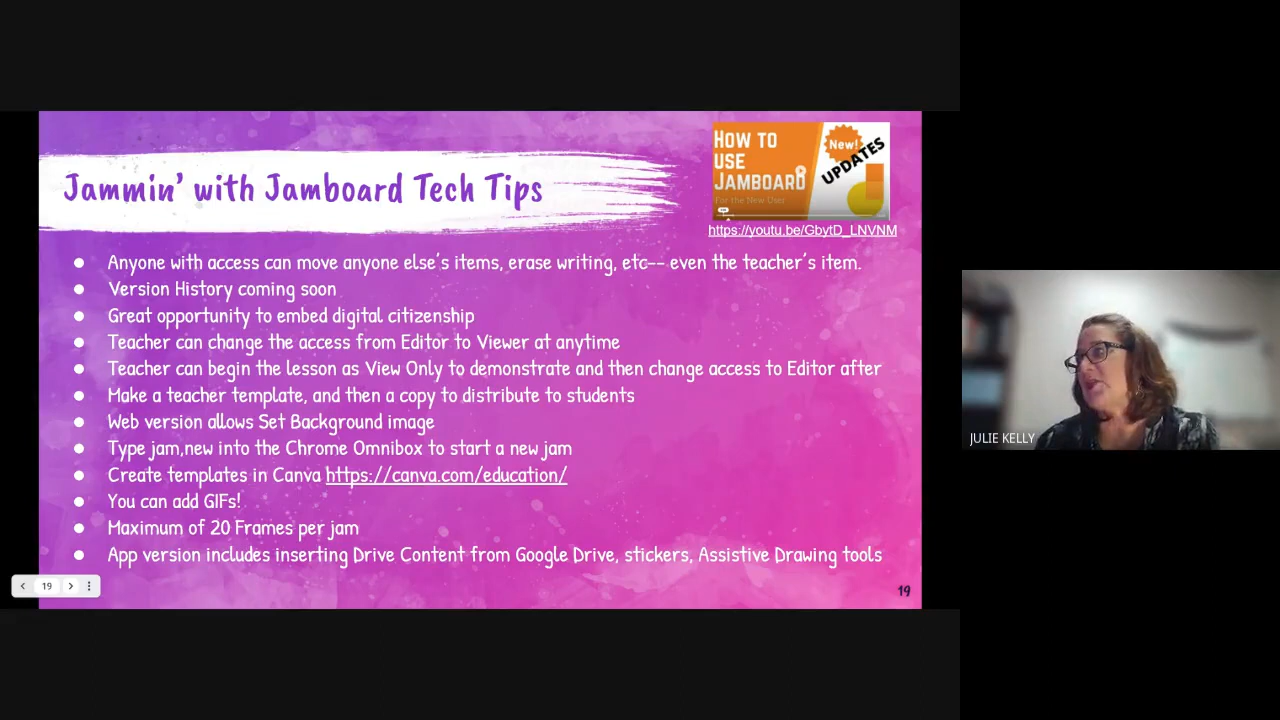 Jammin' with Jamboard Tech Tips
HOW TO
USE
JAMBOARD
For the New User
New!
UPDATES
https://youtu.be/GbytD_LNVNM
● Anyone with access can move anyone else's items, erase writing, etc-- even the teacher's item.
● Version History coming soon
● Great opportunity to embed digital citizenship
● Teacher can change the access from Editor to Viewer at anytime
● Teacher can begin the lesson as View Only to demonstrate and then change access to Editor after
● Make a teacher template, and then a copy to distribute to students
● Web version allows Set Background image
● Type jam,new into the Chrome Omnibox to start a new jam
● Create templates in Canva https://canva.com/education/
● You can add GIFs!
● Maximum of 20 Frames per jam
● App version includes inserting Drive Content from Google Drive, stickers, Assistive Drawing tools
19
19
JULIE KELLY